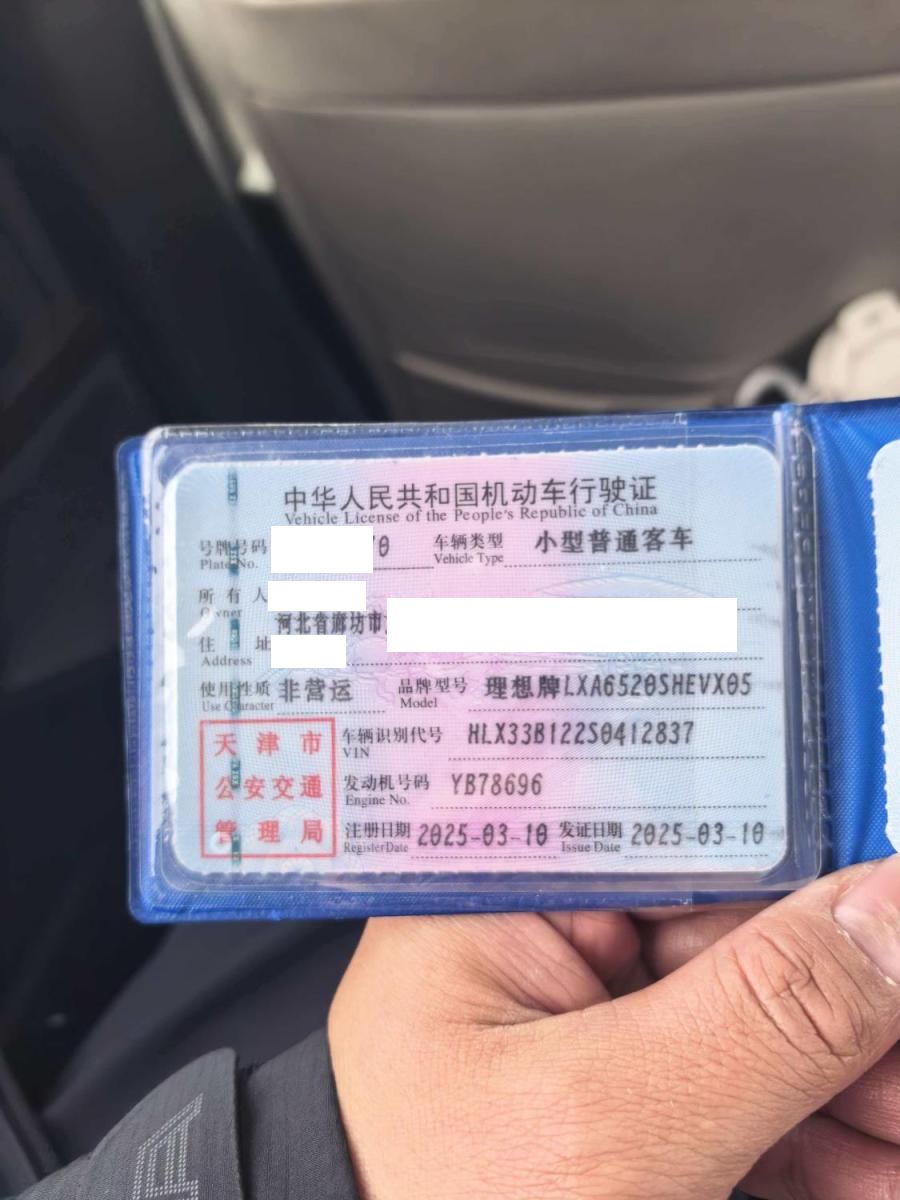 中华人民共和国机动车行驶证
Vehicle License of the People's Republic of China
号牌号码 0 车辆类型 小型普通客车
Plate No. Vehicle Type
所有人
Owner
河北省廊坊市
住址
Address
使用性质 非营运 品牌型号 理想牌LXA6520SHEVX05
Use Character Model
天津市
公安交通
管理局
车辆识别代号 HLX33B122S0412837
VIN
发动机号码 YB78696
Engine No.
注册日期 2025-03-10 发证日期 2025-03-10
Register Date Issue Date